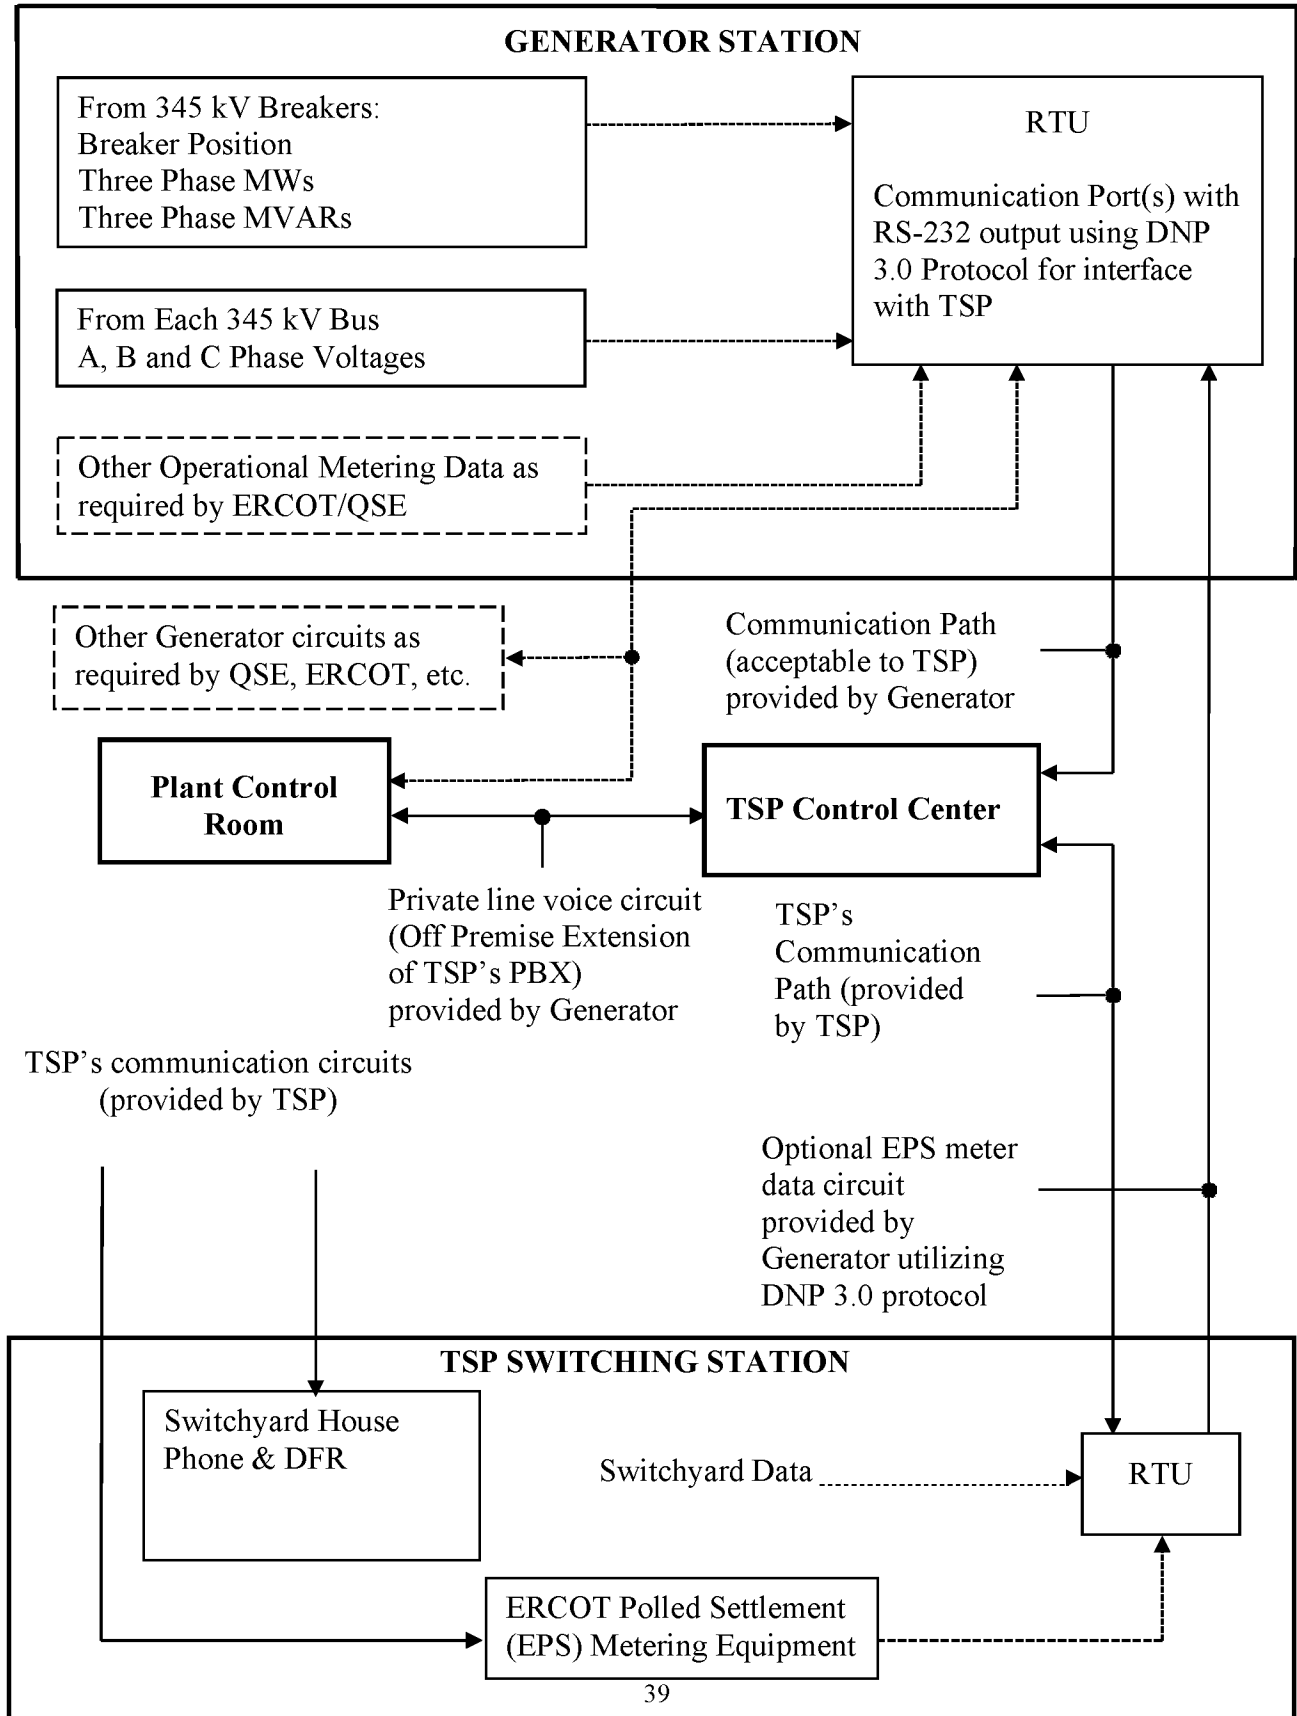 GENERATOR STATION
From 345 kV Breakers:
Breaker Position
Three Phase MWs
Three Phase MVARs
RTU
Communication Port(s) with
RS-232 output using DNP
3.0 Protocol for interface
with TSP
From Each 345 kV Bus
A, B and C Phase Voltages
Other Operational Metering Data as
required by ERCOT/QSE
Other Generator circuits as
required by QSE, ERCOT, etc.
Communication Path
(acceptable to TSP)
provided by Generator
Plant Control
Room
TSP Control Center
Private line voice circuit
(Off Premise Extension
of TSP’s PBX)
provided by Generator
TSP’s
Communication
Path (provided
by TSP)
TSP’s communication circuits
(provided by TSP)
Optional EPS meter
data circuit
provided by
Generator utilizing
DNP 3.0 protocol
TSP SWITCHING STATION
Switchyard House
Phone & DFR
Switchyard Data
RTU
ERCOT Polled Settlement
(EPS) Metering Equipment
39